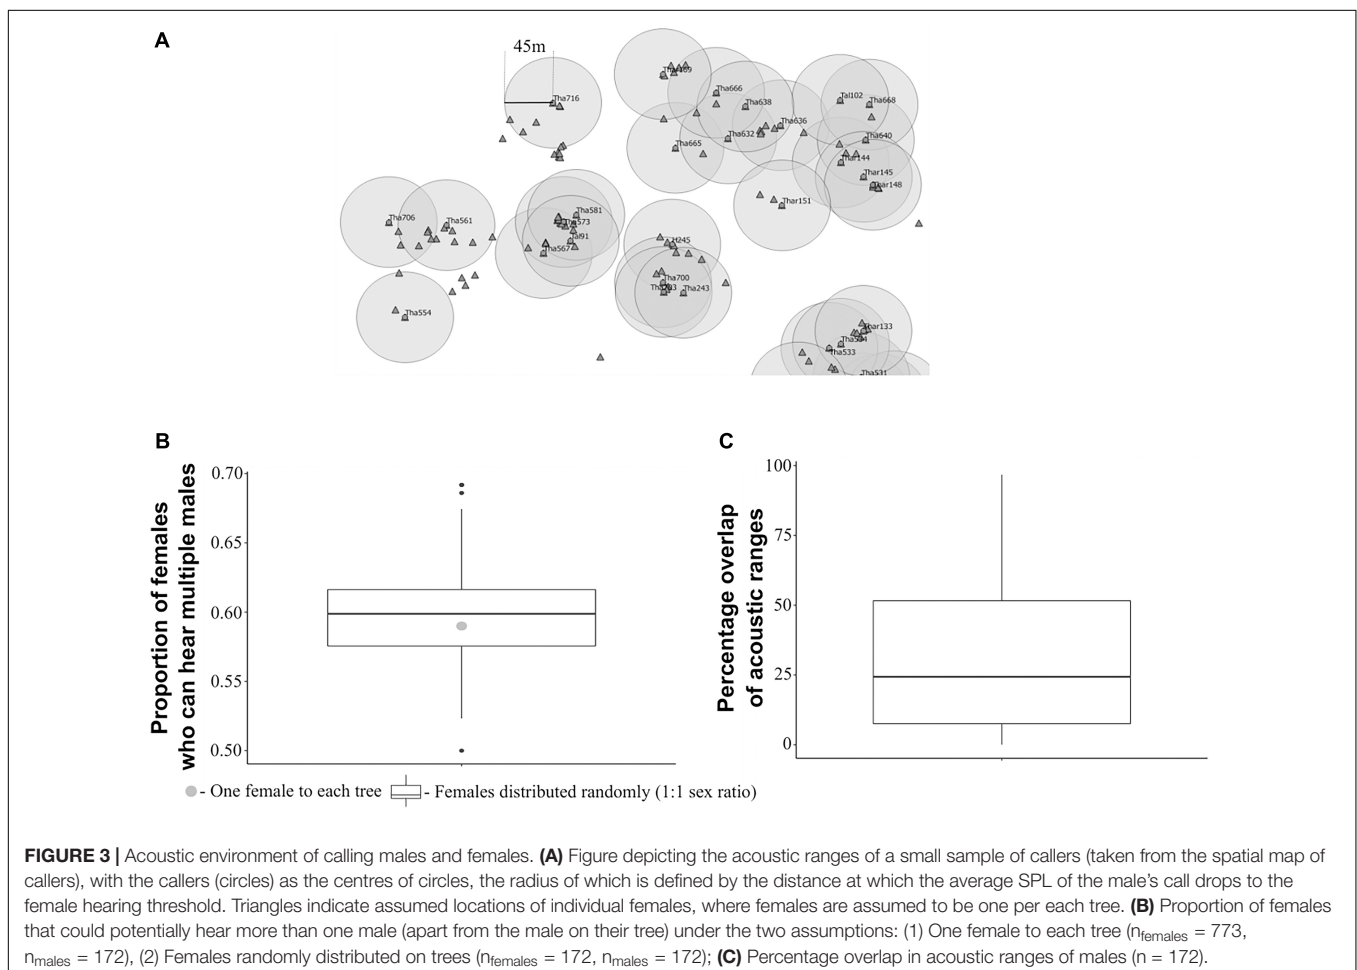 A
45m
Tha716
Thar169
Tha666
Tha638
Tha636
Tha632
Tha665
Tal102
Tha668
Tha640
Thar144
Thar145
Thar148
Thar151
Tha706
Tha561
Tha581
Tha573
Tal91
Tha567
Tha554
Tha700
Tha243
Thar133
Tha533
Tha531
B
C
Proportion of females
who can hear multiple males
0.70
0.65
0.60
0.55
0.50
Percentage overlap
of acoustic ranges
100
75
50
25
0
- One female to each tree - Females distributed randomly (1:1 sex ratio)
FIGURE 3 | Acoustic environment of calling males and females. (A) Figure depicting the acoustic ranges of a small sample of callers (taken from the spatial map of
callers), with the callers (circles) as the centres of circles, the radius of which is defined by the distance at which the average SPL of the male's call drops to the
female hearing threshold. Triangles indicate assumed locations of individual females, where females are assumed to be one per each tree. (B) Proportion of females
that could potentially hear more than one male (apart from the male on their tree) under the two assumptions: (1) One female to each tree (nfemales = 773,
nmales = 172), (2) Females randomly distributed on trees (nfemales = 172, nmales = 172); (C) Percentage overlap in acoustic ranges of males (n = 172).